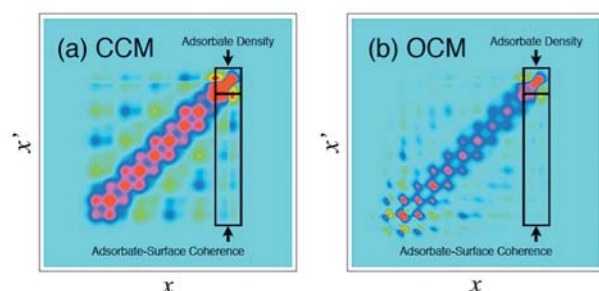 (a) CCM
Adsorbate Density
x'
Adsorbate-Surface Coherence
x
(b) OCM
Adsorbate Density
x'
Adsorbate-Surface Coherence
x